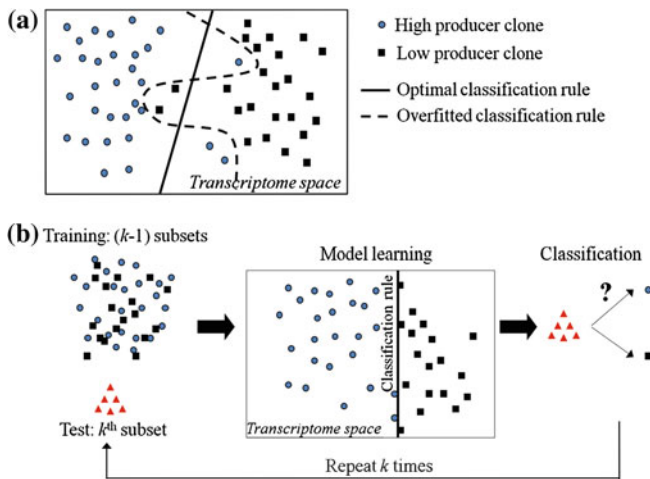 (a)
High producer clone
Low producer clone
Optimal classification rule
Overfitted classification rule
Transcriptome space
(b)
Training: (k-1) subsets
Model learning
Classification
Classification rule
?
Transcriptome space
Test: kth subset
Repeat k times